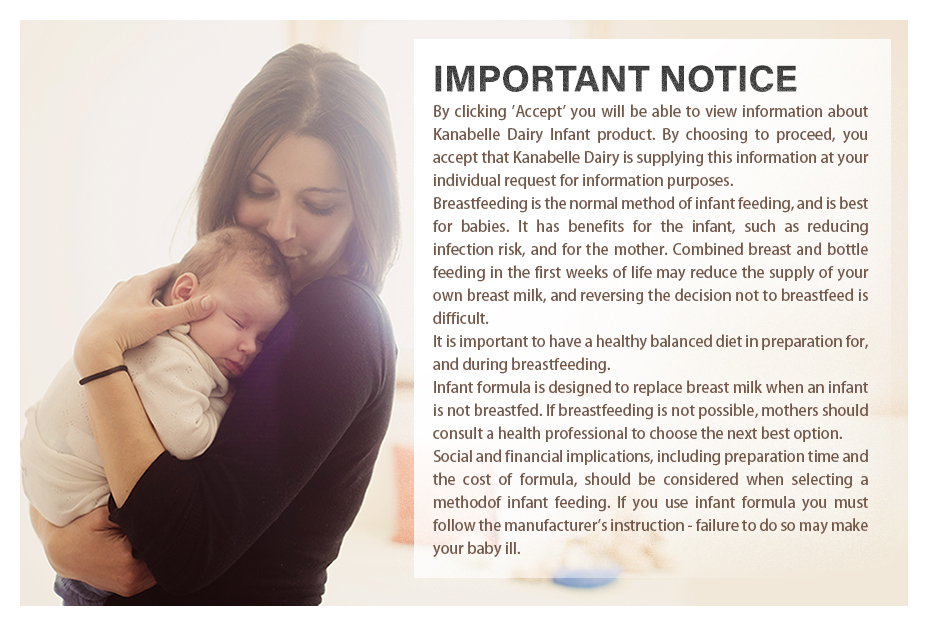 IMPORTANT NOTICE
By clicking ‘Accept’ you will be able to view information about
Kanabelle Dairy Infant product. By choosing to proceed, you
accept that Kanabelle Dairy is supplying this information at your
individual request for information purposes.
Breastfeeding is the normal method of infant feeding, and is best
for babies. It has benefits for the infant, such as reducing
infection risk, and for the mother. Combined breast and bottle
feeding in the first weeks of life may reduce the supply of your
own breast milk, and reversing the decision not to breastfeed is
difficult.
It is important to have a healthy balanced diet in preparation for,
and during breastfeeding.
Infant formula is designed to replace breast milk when an infant
is not breastfed. If breastfeeding is not possible, mothers should
consult a health professional to choose the next best option.
Social and financial implications, including preparation time and
the cost of formula, should be considered when selecting a
methodof infant feeding. If you use infant formula you must
follow the manufacturer’s instruction - failure to do so may make
your baby ill.